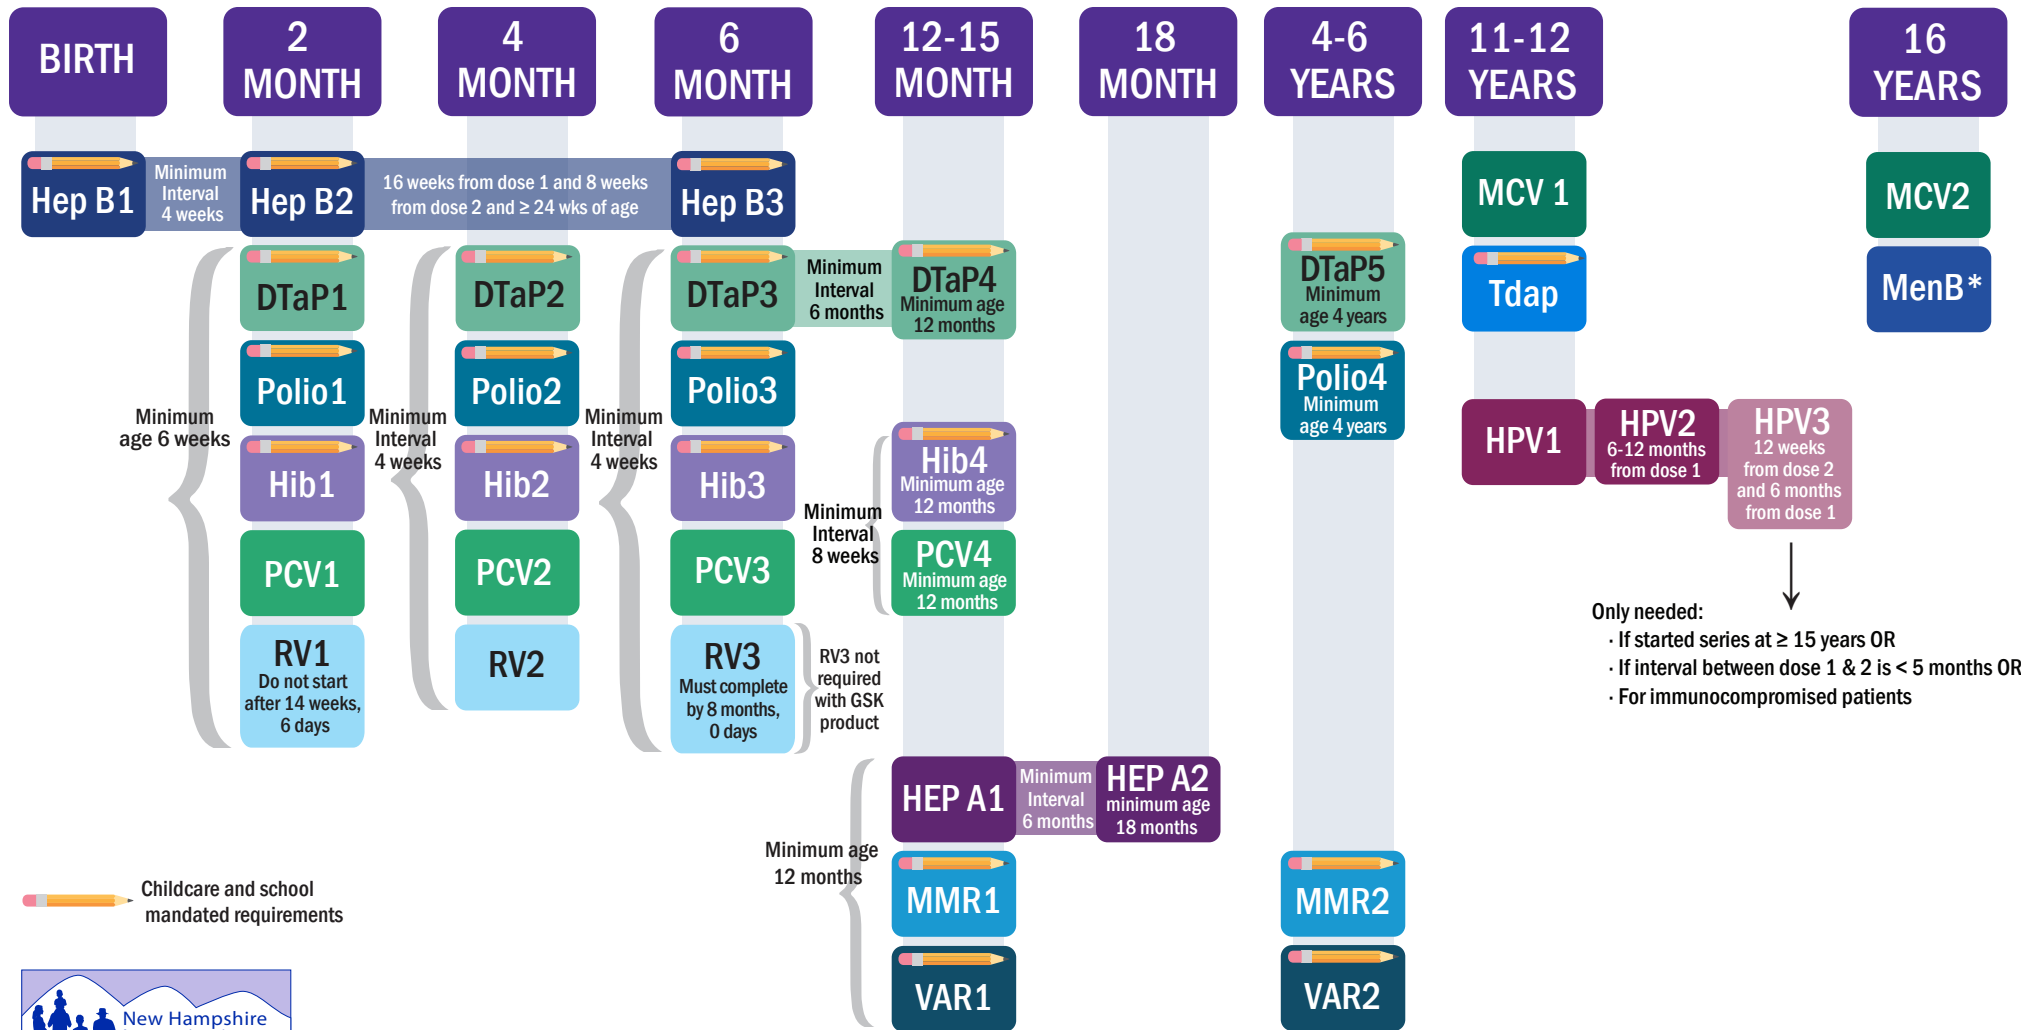 BIRTH
2
MONTH
4
MONTH
6
MONTH
12-15
MONTH
18
MONTH
4-6
YEARS
11-12
YEARS
16
YEARS
Hep B1
Minimum
Interval
4 weeks
Hep B2
16 weeks from dose 1 and 8 weeks
from dose 2 and ≥ 24 wks of age
Hep B3
MCV 1
MCV2
Minimum
age 6 weeks
DTaP1
Minimum
Interval
4 weeks
DTaP2
Minimum
Interval
4 weeks
DTaP3
Minimum
Interval
6 months
DTaP4
Minimum age
12 months
DTaP5
Minimum
age 4 years
Tdap
MenB*
Polio1
Polio2
Polio3
Polio4
Minimum
age 4 years
Hib1
Hib2
Hib3
Minimum
Interval
8 weeks
Hib4
Minimum age
12 months
HPV1
HPV2
6-12 months
from dose 1
HPV3
12 weeks
from dose 2
and 6 months
from dose 1
PCV1
PCV2
PCV3
PCV4
Minimum age
12 months
RV1
Do not start
after 14 weeks,
6 days
RV2
RV3
Must complete
by 8 months,
0 days
RV3 not
required
with GSK
product
Only needed:
· If started series at ≥ 15 years OR
· If interval between dose 1 & 2 is < 5 months OR
· For immunocompromised patients
Minimum age
12 months
HEP A1
Minimum
Interval
6 months
HEP A2
minimum age
18 months
MMR1
MMR2
VAR1
VAR2
Childcare and school
mandated requirements
New Hampshire